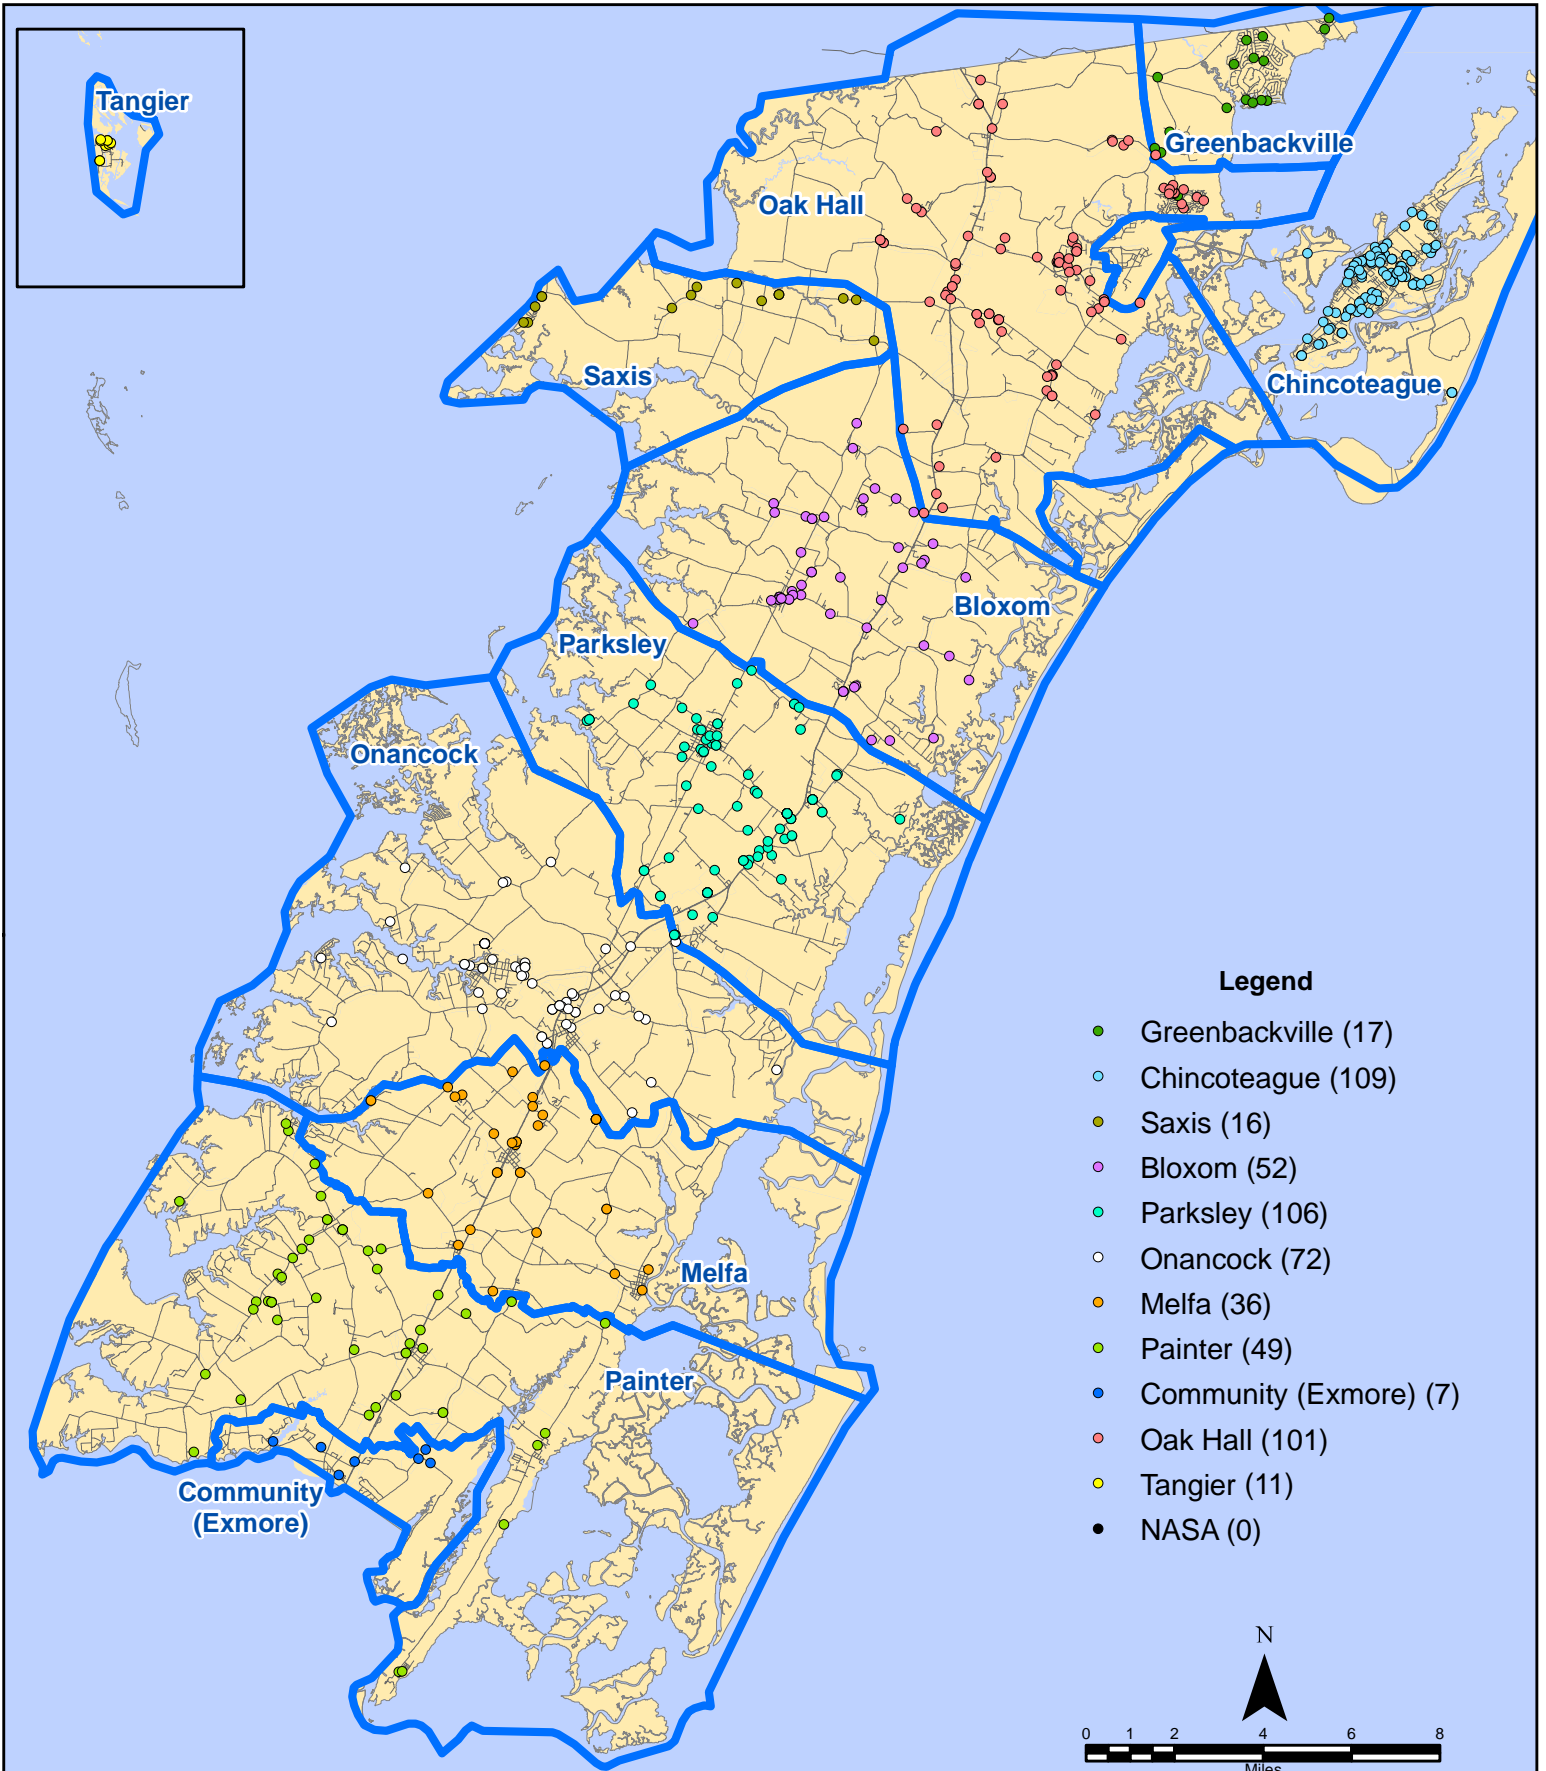 Tangier
Greenbackville
Oak Hall
Saxis
Chincoteague
Bloxom
Parksley
Onancock
Melfa
Painter
Community
(Exmore)
Legend
Greenbackville (17)
Chincoteague (109)
Saxis (16)
Bloxom (52)
Parksley (106)
Onancock (72)
Melfa (36)
Painter (49)
Community (Exmore) (7)
Oak Hall (101)
Tangier (11)
NASA (0)
N
0 1 2 4 6 8
Miles